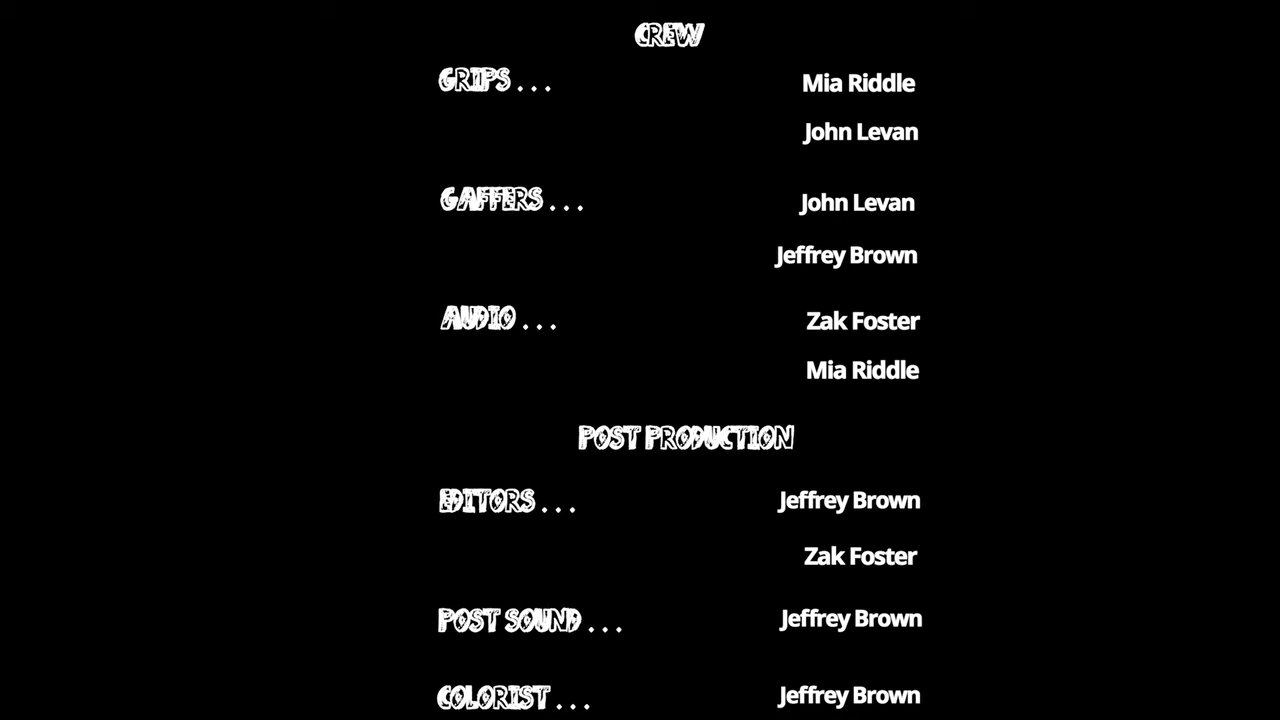 CREW
GRIPS ... Mia Riddle
John Levan
GAFFERS ... John Levan
Jeffrey Brown
AUDIO ... Zak Foster
Mia Riddle
POST PRODUCTION
EDITORS ... Jeffrey Brown
Zak Foster
POST SOUND ... Jeffrey Brown
COLORIST ... Jeffrey Brown